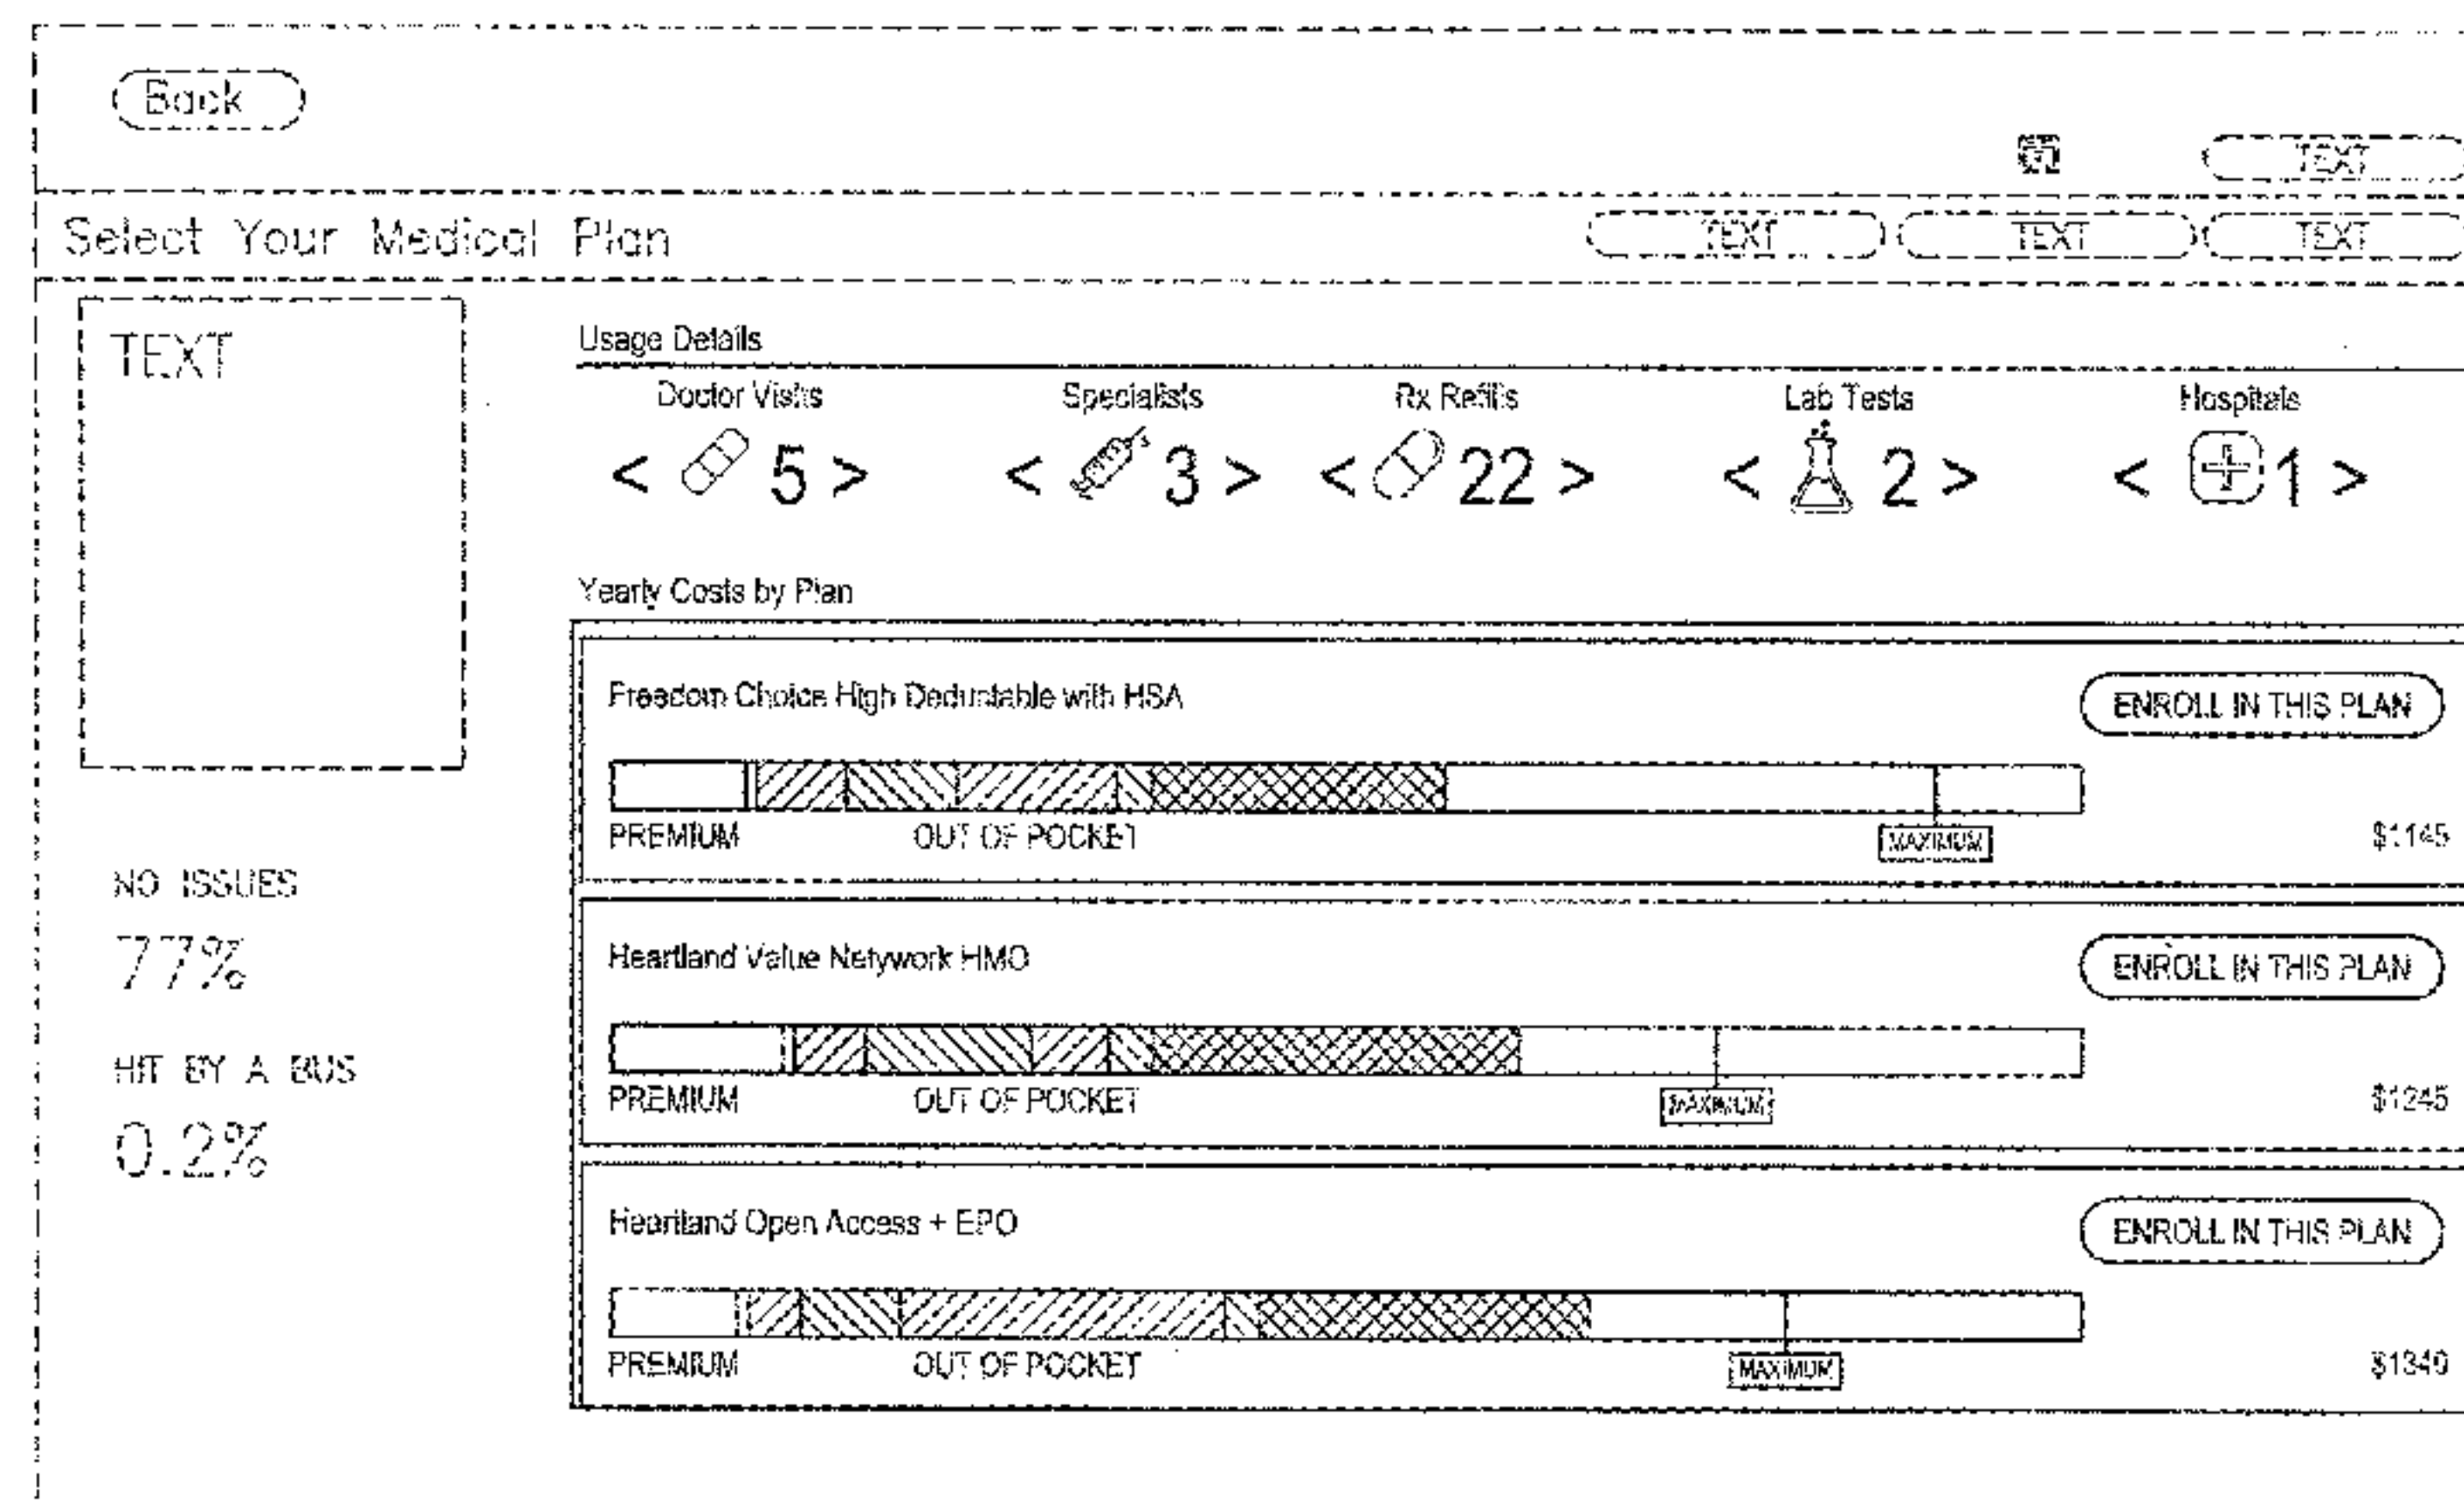 Back
TEXT
Select Your Medical Plan
TEXT TEXT TEXT
TEXT
Usage Details
Doctor Visits Specialists Rx Refills Lab Tests Hospitals
< 5 > < 3 > < 22 > < 2 > < 1 >
Yearly Costs by Plan
Freedom Choice High Deductable with HSA ENROLL IN THIS PLAN
PREMIUM OUT OF POCKET MAXIMUM $1145
NO ISSUES
77%
Heartland Value Netywork HMO ENROLL IN THIS PLAN
PREMIUM OUT OF POCKET MAXIMUM $1245
HIT BY A BUS
0.2%
Heartland Open Access + EPO ENROLL IN THIS PLAN
PREMIUM OUT OF POCKET MAXIMUM $1340